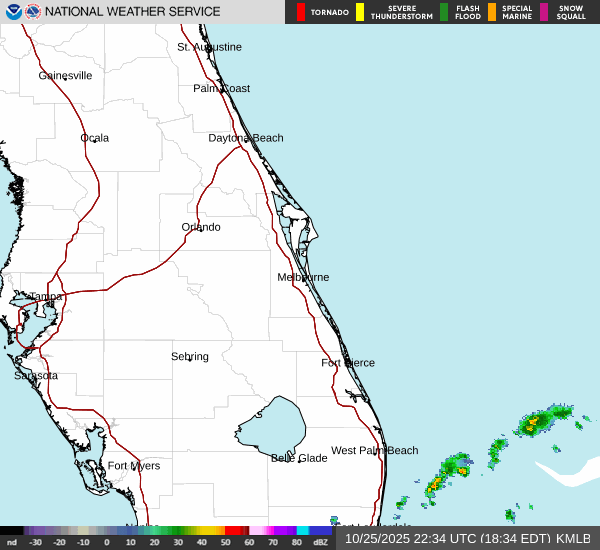 NATIONAL WEATHER SERVICE
TORNADO
SEVERE THUNDERSTORM
FLASH FLOOD
SPECIAL MARINE
SNOW SQUALL
St. Augustine
Gainesville
Palm Coast
Ocala
Daytona Beach
Orlando
Melbourne
Tampa
Sebring
Fort Pierce
Sarasota
West Palm Beach
Belle Glade
Fort Myers
nd -30 -20 -10 0 10 20 30 40 50 60 70 80 dBZ
10/25/2025 22:34 UTC (18:34 EDT) KMLB